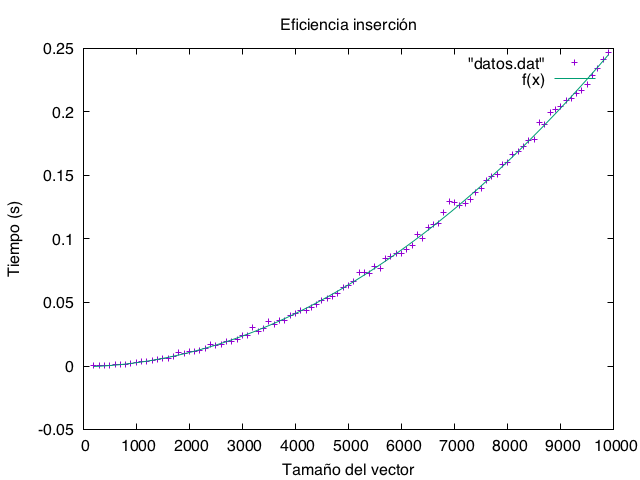 Eficiencia inserción
0.25
"datos.dat"
f(x)
0.2
0.15
0.1
0.05
0
-0.05
Tiempo (s)
0 1000 2000 3000 4000 5000 6000 7000 8000 9000 10000
Tamaño del vector